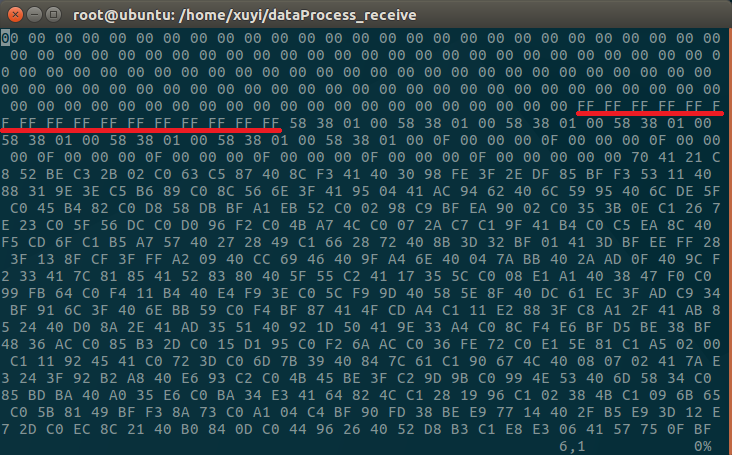 root@ubuntu: /home/xuyi/dataProcess_receive
00 00 00 00 00 00 00 00 00 00 00 00 00 00 00 00 00 00 00 00 00 00 00 00 00 00 00
 00 00 00 00 00 00 00 00 00 00 00 00 00 00 00 00 00 00 00 00 00 00 00 00 00 00 0
0 00 00 00 00 00 00 00 00 00 00 00 00 00 00 00 00 00 00 00 00 00 00 00 00 00 00
00 00 00 00 00 00 00 00 00 00 00 00 00 00 00 00 00 00 00 00 00 00 00 00 00 00 00
 00 00 00 00 00 00 00 00 00 00 00 00 00 00 00 00 00 00 00 00 00 FF FF FF FF FF F
F FF FF FF FF FF FF FF FF FF FF 58 38 01 00 58 38 01 00 58 38 01 00 58 38 01 00
58 38 01 00 58 38 01 00 58 38 01 00 58 38 01 00 0F 00 00 00 0F 00 00 00 0F 00 00
 00 0F 00 00 00 0F 00 00 00 0F 00 00 00 0F 00 00 00 0F 00 00 00 00 00 70 41 21 C
8 52 BE C3 2B 02 C0 63 C5 87 40 8C F3 41 40 30 98 FE 3F 2E DF 85 BF F3 53 11 40
88 31 9E 3E C5 B6 89 C0 8C 56 6E 3F 41 95 04 41 AC 94 62 40 6C 59 95 40 6C DE 5F
 C0 45 B4 82 C0 D8 58 DB BF A1 EB 52 C0 02 98 C9 BF EA 90 02 C0 35 3B 0E C1 26 7
E 23 C0 5F 56 DC C0 D0 96 F2 C0 4B A7 4C C0 07 2A C7 C1 9F 41 B4 C0 C5 EA 8C 40
F5 CD 6F C1 B5 A7 57 40 27 28 49 C1 66 28 72 40 8B 3D 32 BF 01 41 3D BF EE FF 28
 3F 13 8F CF 3F FF A2 09 40 CC 69 46 40 9F A4 6E 40 04 7A BB 40 2A AD 0F 40 9C F
2 33 41 7C 81 85 41 52 83 80 40 5F 55 C2 41 17 35 5C C0 08 E1 A1 40 38 47 F0 C0
99 FB 64 C0 F4 11 B4 40 E4 F9 3E C0 5C F9 9D 40 58 5E 8F 40 DC 61 EC 3F AD C9 34
 BF 91 6C 3F 40 6E BB 59 C0 F4 BF 87 41 4F CD A4 C1 11 E2 88 3F C8 A1 2F 41 AB 8
5 24 40 D0 8A 2E 41 AD 35 51 40 92 1D 50 41 9E 33 A4 C0 8C F4 E6 BF D5 BE 38 BF
48 36 AC C0 85 B3 2D C0 15 D1 95 C0 F2 6A AC C0 36 FE 72 C0 E1 5E 81 C1 A5 02 00
 C1 11 92 45 41 C0 72 3D C0 6D 7B 39 40 84 7C 61 C1 90 67 4C 40 08 07 02 41 7A E
3 24 3F 92 B2 A8 40 E6 93 C2 C0 4B 45 BE 3F C2 9D 9B C0 99 4E 53 40 6D 58 34 C0
85 BD BA 40 A0 35 E6 C0 BA 34 E3 41 64 82 4C C1 28 19 96 C1 02 38 4B C1 09 6B 65
 C0 5B 81 49 BF F3 8A 73 C0 A1 04 C4 BF 90 FD 38 BE E9 77 14 40 2F B5 E9 3D 12 E
7 2D C0 EC 8C 21 40 B0 84 0D C0 44 96 26 40 52 D8 B3 C1 E8 E3 06 41 57 75 0F BF
6,1 0%